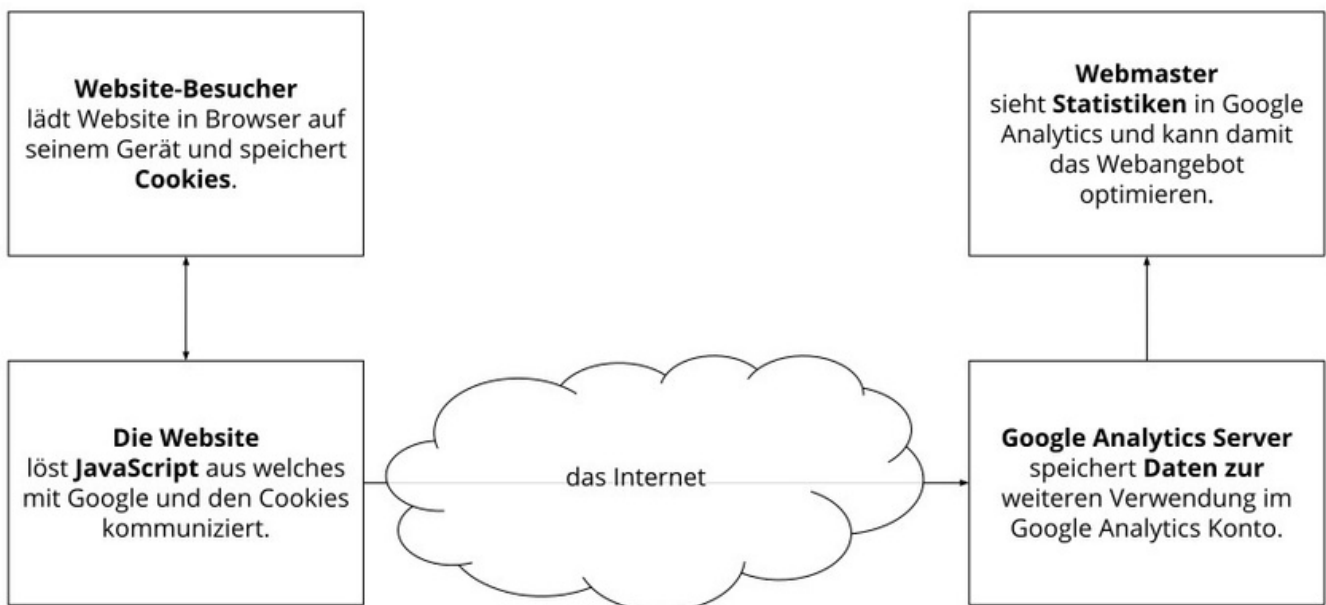 Website-Besucher
lädt Website in Browser auf
seinem Gerät und speichert
Cookies.
Webmaster
sieht Statistiken in Google
Analytics und kann damit
das Webangebot
optimieren.
Die Website
löst JavaScript aus welches
mit Google und den Cookies
kommuniziert.
das Internet
Google Analytics Server
speichert Daten zur
weiteren Verwendung im
Google Analytics Konto.